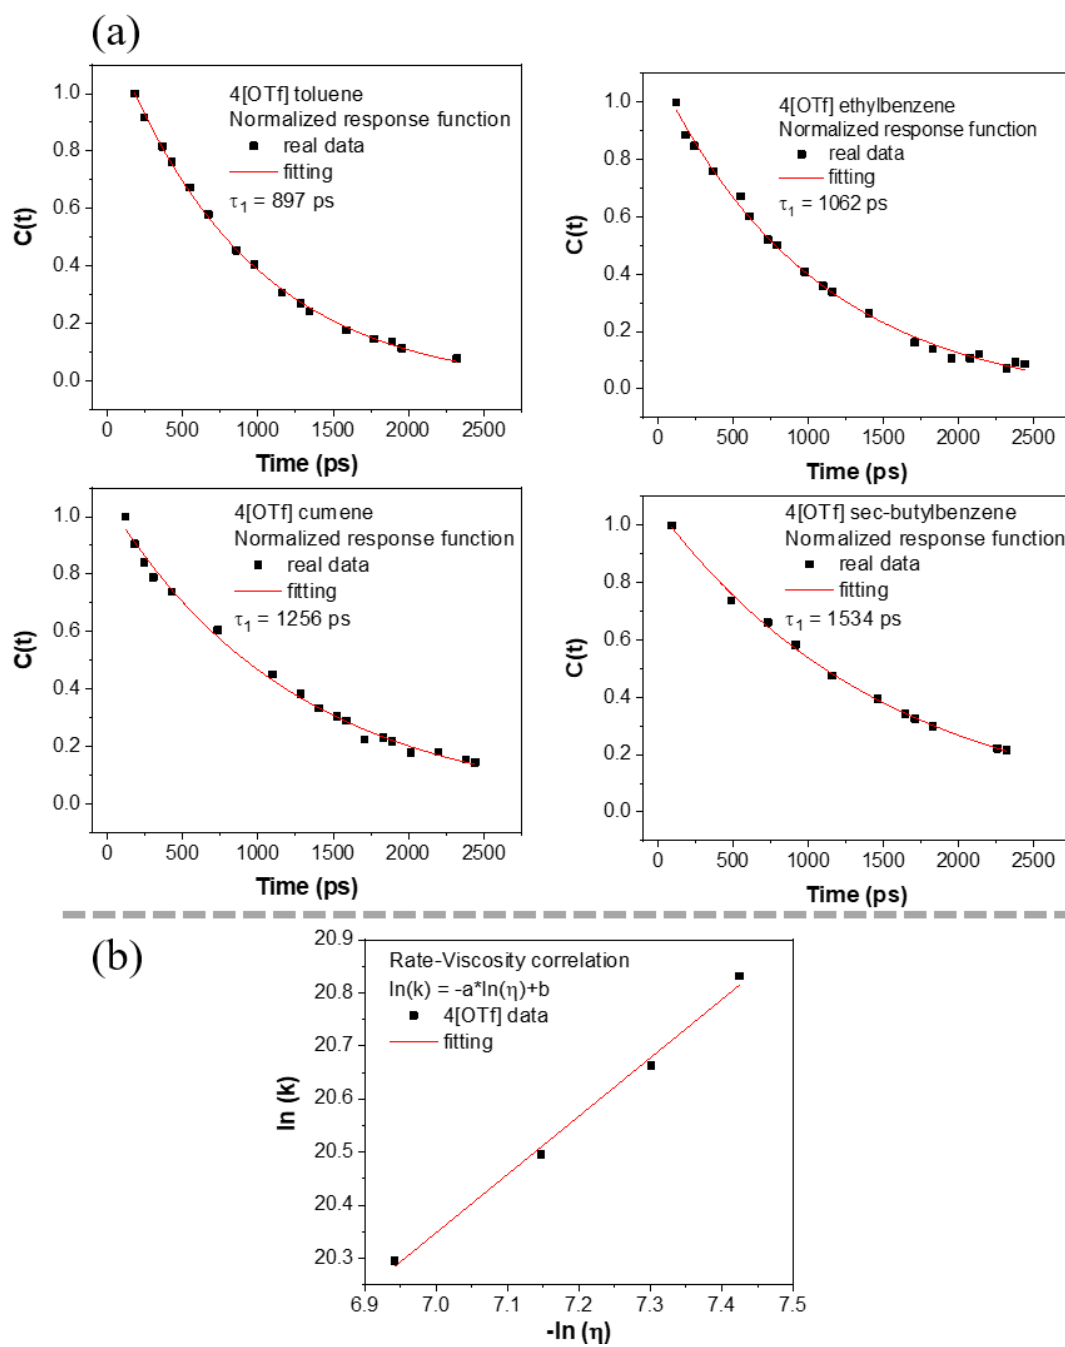 (a)
1.0
0.8
0.6
0.4
0.2
0.0
C(t)
4[OTf] toluene
Normalized response function
real data
fitting
τ1 = 897 ps
0 500 1000 1500 2000 2500
Time (ps)
1.0
0.8
0.6
0.4
0.2
0.0
C(t)
4[OTf] ethylbenzene
Normalized response function
real data
fitting
τ1 = 1062 ps
0 500 1000 1500 2000 2500
Time (ps)
1.0
0.8
0.6
0.4
0.2
0.0
C(t)
4[OTf] cumene
Normalized response function
real data
fitting
τ1 = 1256 ps
0 500 1000 1500 2000 2500
Time (ps)
1.0
0.8
0.6
0.4
0.2
0.0
C(t)
4[OTf] sec-butylbenzene
Normalized response function
real data
fitting
τ1 = 1534 ps
0 500 1000 1500 2000 2500
Time (ps)
(b)
20.9
20.8
20.7
20.6
20.5
20.4
20.3
ln (k)
Rate-Viscosity correlation
ln(k) = -a*ln(η)+b
4[OTf] data
fitting
6.9 7.0 7.1 7.2 7.3 7.4 7.5
-ln (η)